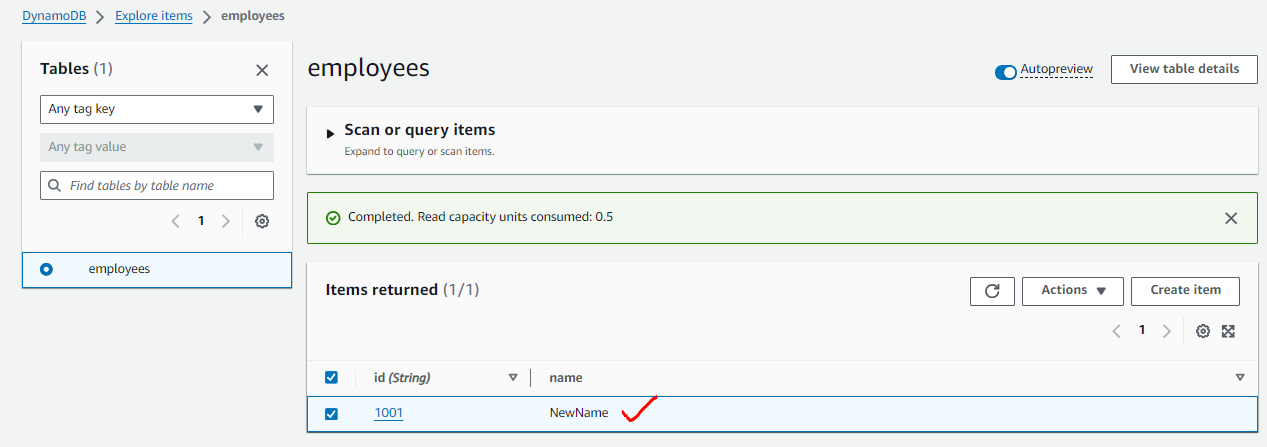 DynamoDB > Explore items > employees
Tables (1)
Any tag key
Any tag value
Find tables by table name
1
employees
employees
Autopreview
View table details
Scan or query items
Expand to query or scan items.
Completed. Read capacity units consumed: 0.5
Items returned (1/1)
Actions
Create item
1
id (String)
name
1001
NewName